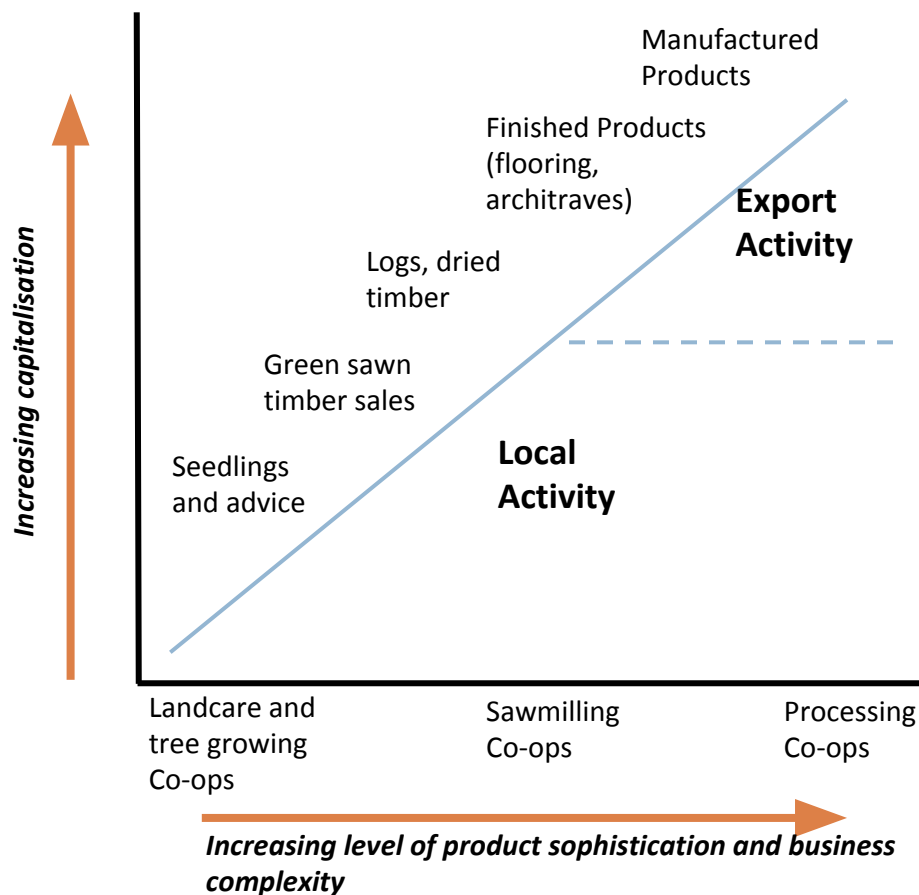 Manufactured
Products
Finished Products
(flooring,
architraves)
Export
Activity
Logs, dried
timber
Green sawn
timber sales
Local
Activity
Seedlings
and advice
Increasing capitalisation
Landcare and
tree growing
Co-ops
Sawmilling
Co-ops
Processing
Co-ops
Increasing level of product sophistication and business
complexity